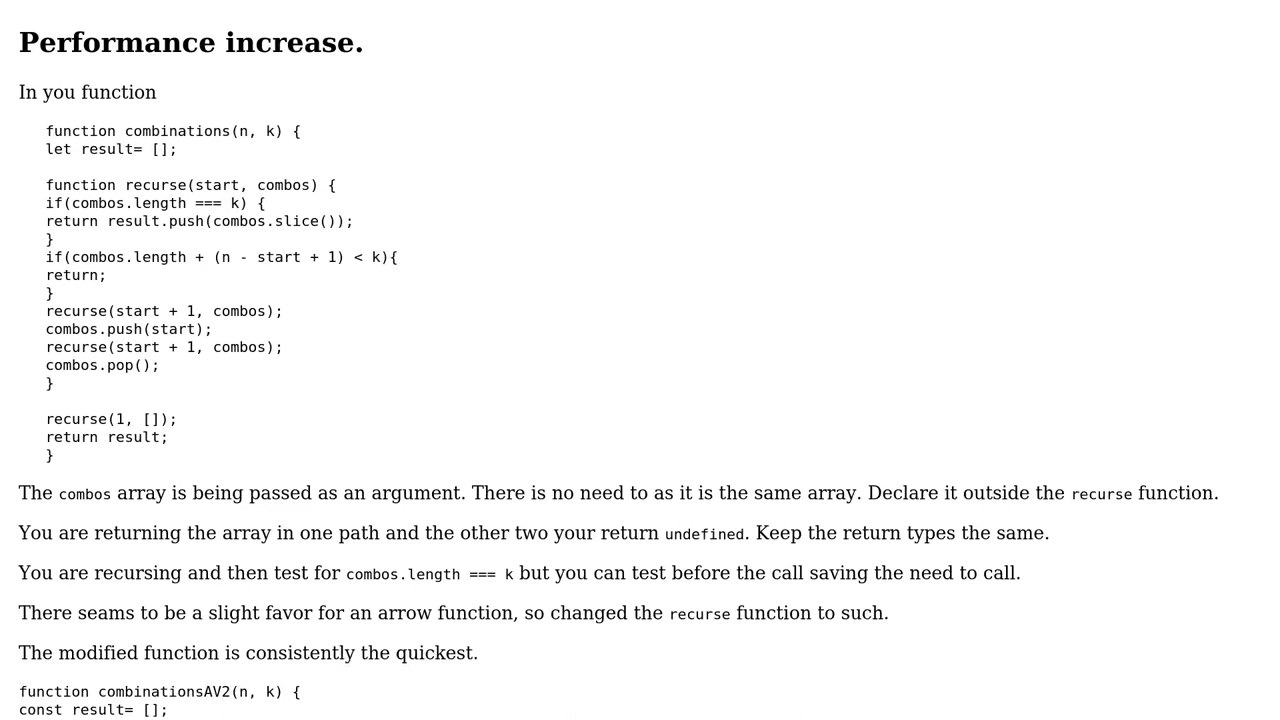 Performance increase.
In you function
function combinations(n, k) {
let result= [];
function recurse(start, combos) {
if(combos.length === k) {
return result.push(combos.slice());
}
if(combos.length + (n - start + 1) < k){
return;
}
recurse(start + 1, combos);
combos.push(start);
recurse(start + 1, combos);
combos.pop();
}
recurse(1, []);
return result;
}
The combos array is being passed as an argument. There is no need to as it is the same array. Declare it outside the recurse function.
You are returning the array in one path and the other two your return undefined. Keep the return types the same.
You are recursing and then test for combos.length === k but you can test before the call saving the need to call.
There seams to be a slight favor for an arrow function, so changed the recurse function to such.
The modified function is consistently the quickest.
function combinationsAV2(n, k) {
const result= [];